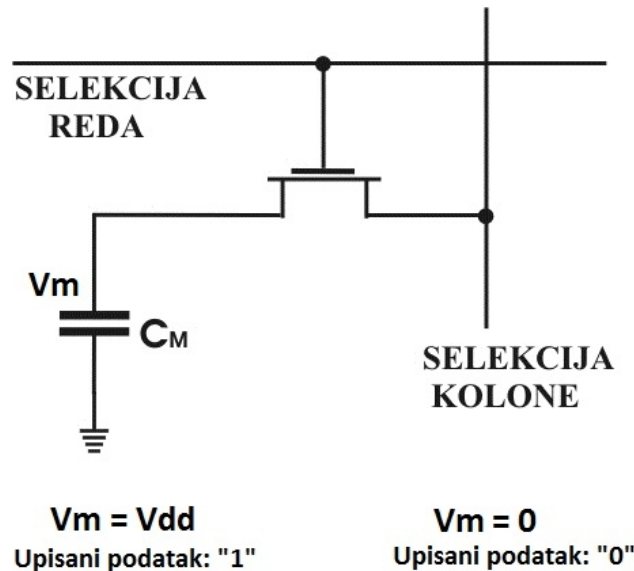 SELEKCIJA
REDA
Vm
CM
SELEKCIJA
KOLONE
Vm = Vdd
Upisani podatak: "1"
Vm = 0
Upisani podatak: "0"